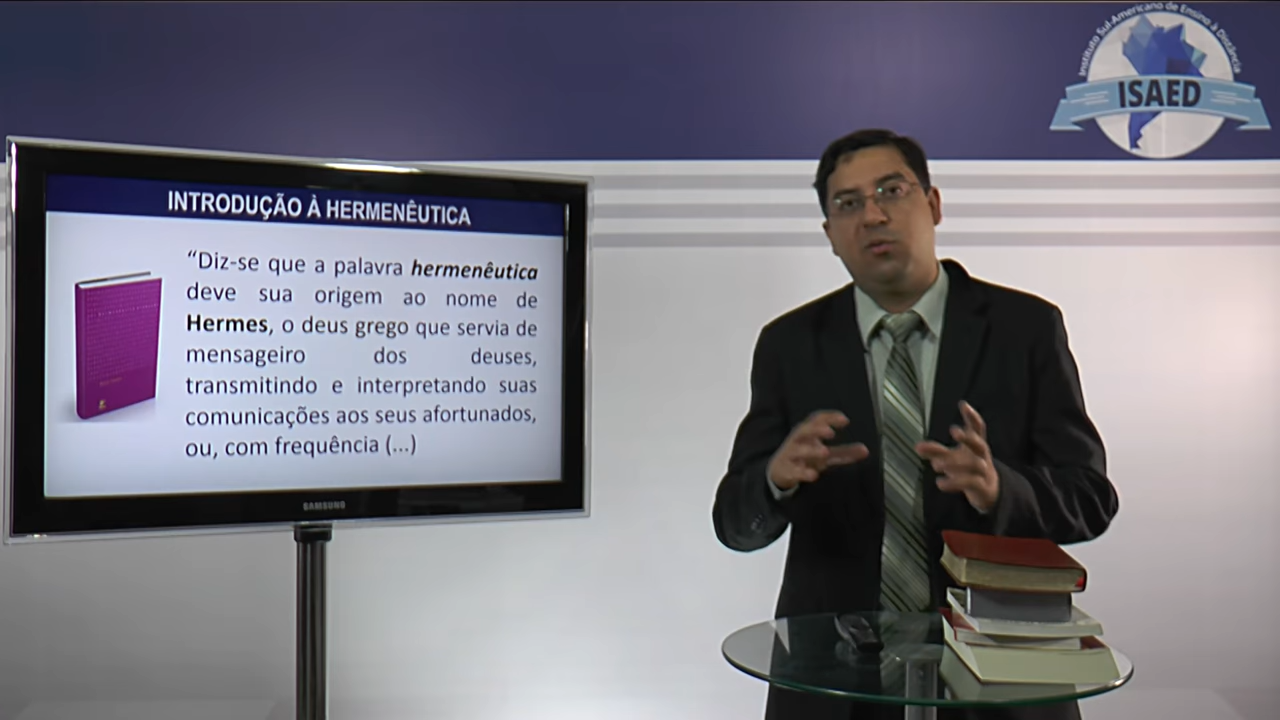 Instituto Sul-Americano de Ensino à Distância
ISAED
INTRODUÇÃO À HERMENÊUTICA
“Diz-se que a palavra hermenêutica
deve sua origem ao nome de
Hermes, o deus grego que servia de
mensageiro dos deuses,
transmitindo e interpretando suas
comunicações aos seus afortunados,
ou, com frequência (...)
SAMSUNG